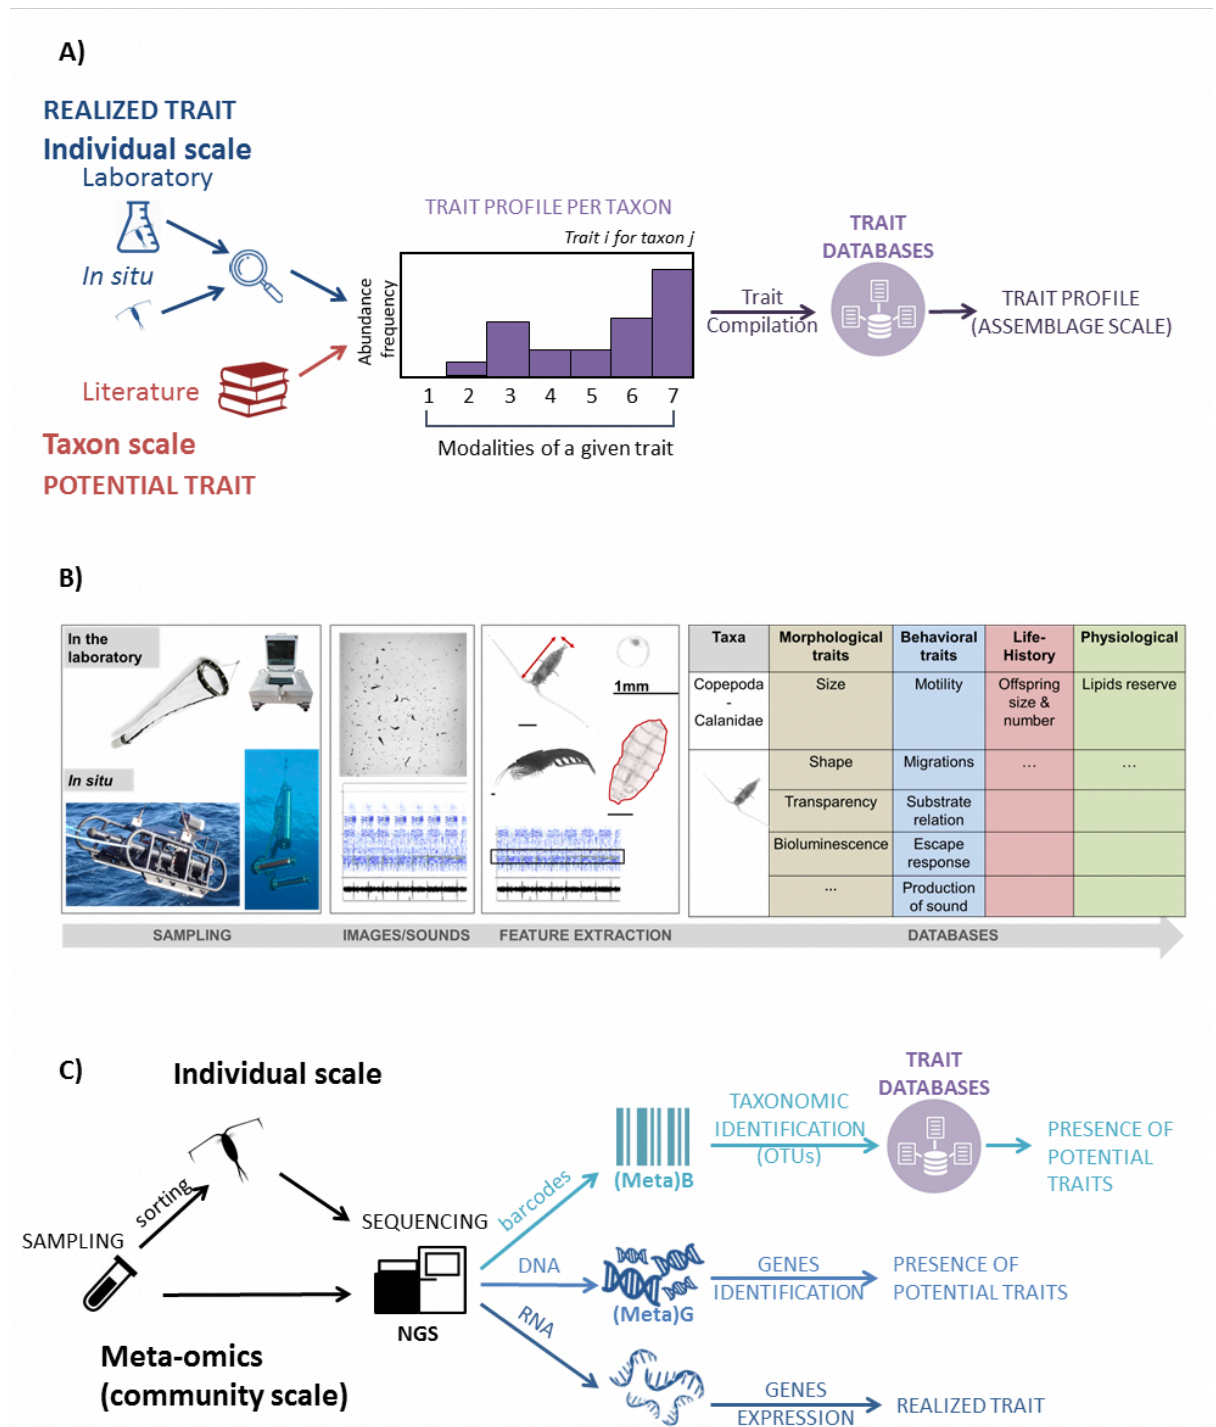 A)
REALIZED TRAIT
Individual scale
Laboratory
In situ
Literature
Taxon scale
POTENTIAL TRAIT
TRAIT PROFILE PER TAXON
Trait i for taxon j
Abundance
frequency
1 2 3 4 5 6 7
Modalities of a given trait
Trait
Compilation
TRAIT
DATABASES
TRAIT PROFILE
(ASSEMBLAGE SCALE)
B)
In the
laboratory
In situ
1mm
Taxa
Morphological
traits
Behavioral
traits
Life-
History
Physiological
Copepoda
-
Calanidae
Size
Motility
Offspring
size &
number
Lipids reserve
Shape
Migrations
...
...
Transparency
Substrate
relation
Bioluminescence
Escape
response
...
Production
of sound
SAMPLING
IMAGES/SOUNDS
FEATURE EXTRACTION
DATABASES
C)
Individual scale
sorting
SAMPLING
Meta-omics
(community scale)
SEQUENCING
NGS
barcodes
DNA
RNA
(Meta)B
TAXONOMIC
IDENTIFICATION
(OTUs)
TRAIT
DATABASES
PRESENCE OF
POTENTIAL
TRAITS
(Meta)G
GENES
IDENTIFICATION
PRESENCE OF
POTENTIAL TRAITS
GENES
EXPRESSION
REALIZED TRAIT